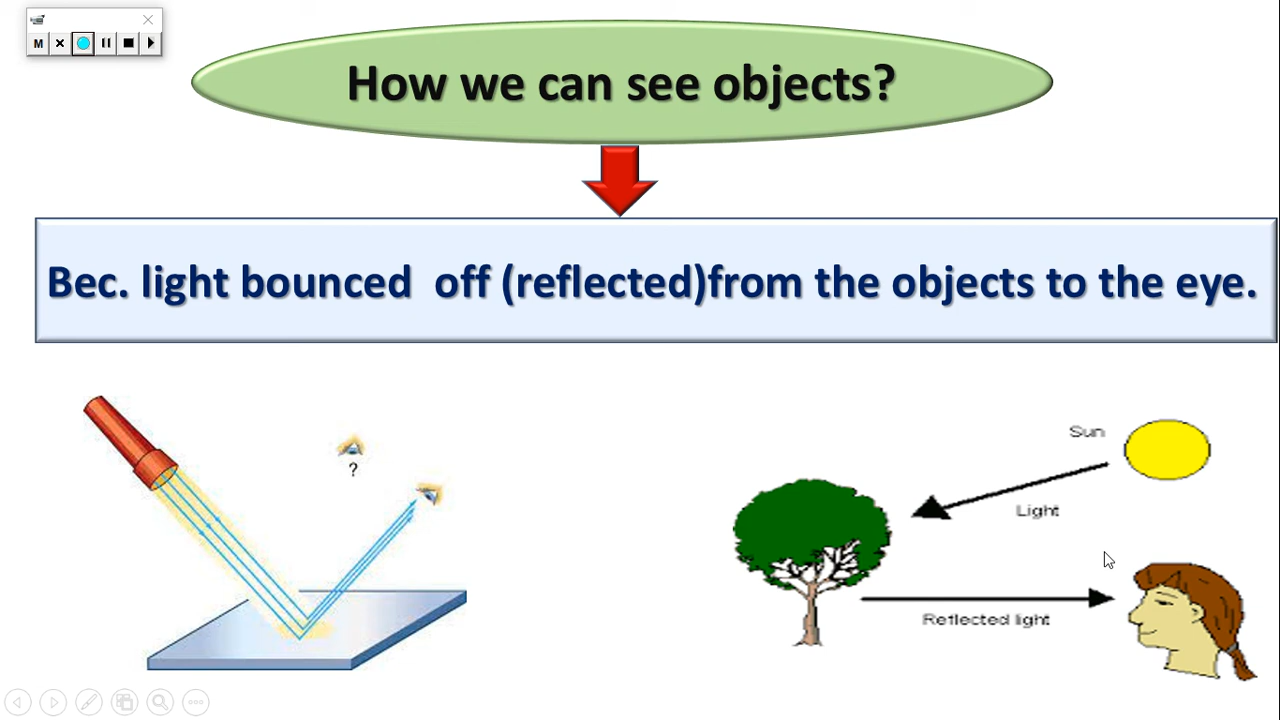 M
How we can see objects?
Bec. light bounced  off (reflected)from the objects to the eye.
?
Sun
Light
Reflected light